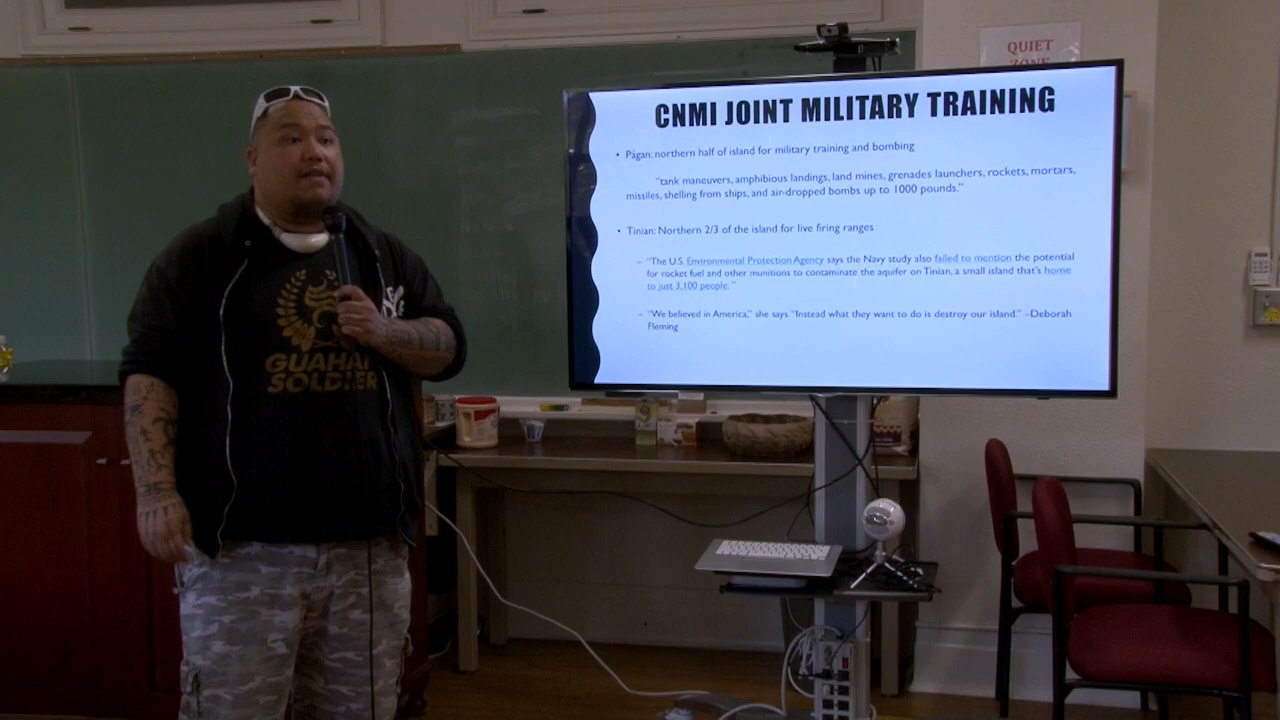 QUIET
ZONE
CNMI JOINT MILITARY TRAINING
• Pågan: northern half of island for military training and bombing
"tank maneuvers, amphibious landings, land mines, grenades launchers, rockets, mortars,
missiles, shelling from ships, and air-dropped bombs up to 1000 pounds."
• Tinian: Northern 2/3 of the island for live firing ranges
– "The U.S. Environmental Protection Agency says the Navy study also failed to mention the potential
for rocket fuel and other munitions to contaminate the aquifer on Tinian, a small island that's home
to just 3,100 people. "
– "We believed in America," she says. "Instead what they want to do is destroy our island." –Deborah
Fleming
GUAHAN
SOLDIER